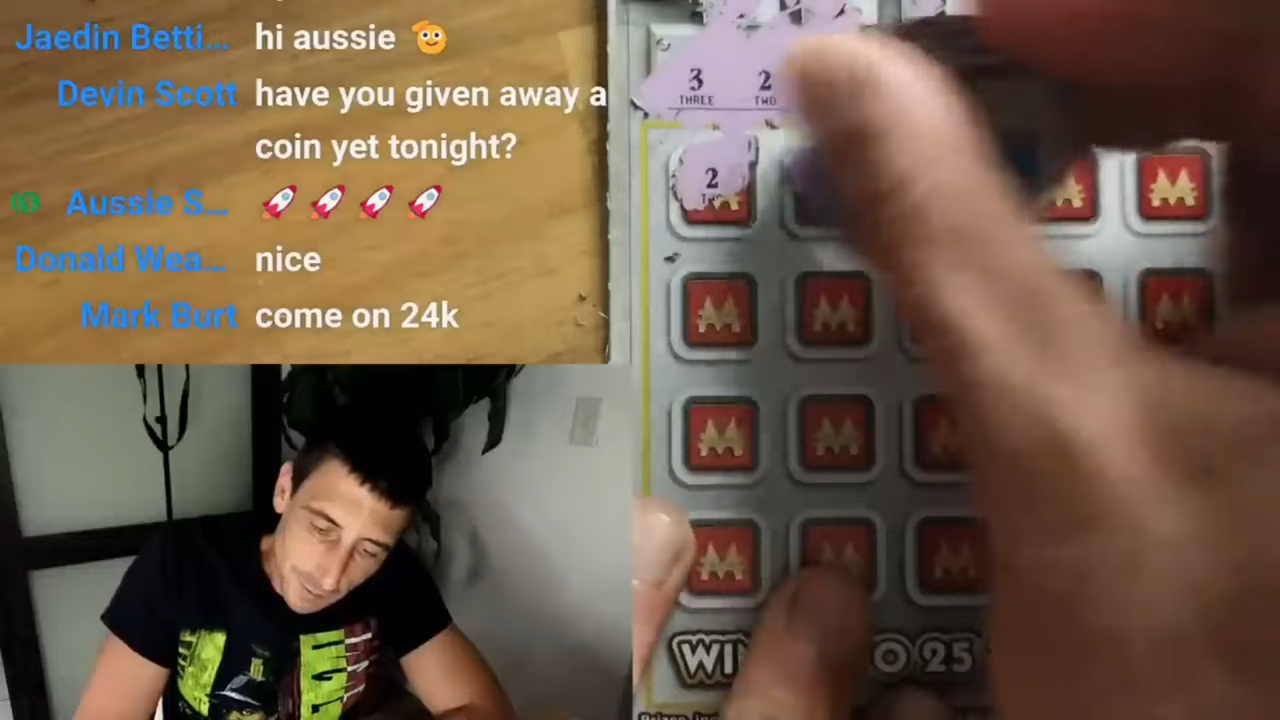 Jaedin Betti... hi aussie
Devin Scott have you given away a
coin yet tonight?
Aussie S...
Donald Wea... nice
Mark Burt come on 24k
3 2
THREE TWO
2
O 25